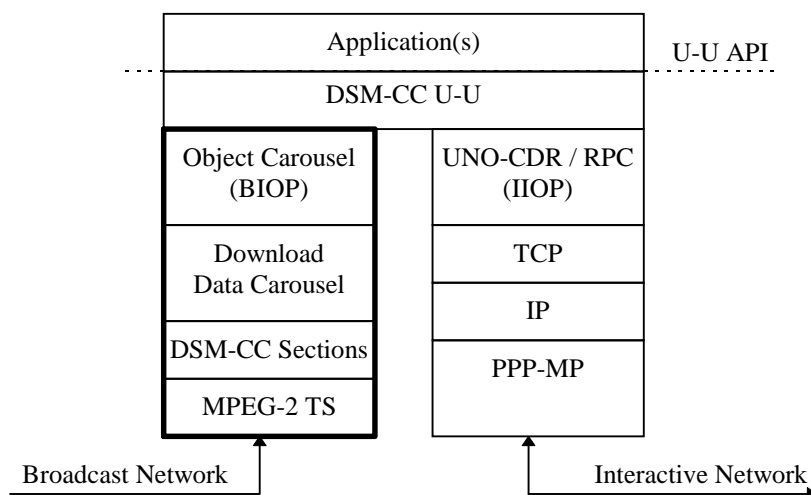 Application(s)
U-U API
DSM-CC U-U
Object Carousel
(BIOP)
UNO-CDR / RPC
(IIOP)
Download
Data Carousel
TCP
IP
DSM-CC Sections
PPP-MP
MPEG-2 TS
Broadcast Network
Interactive Network